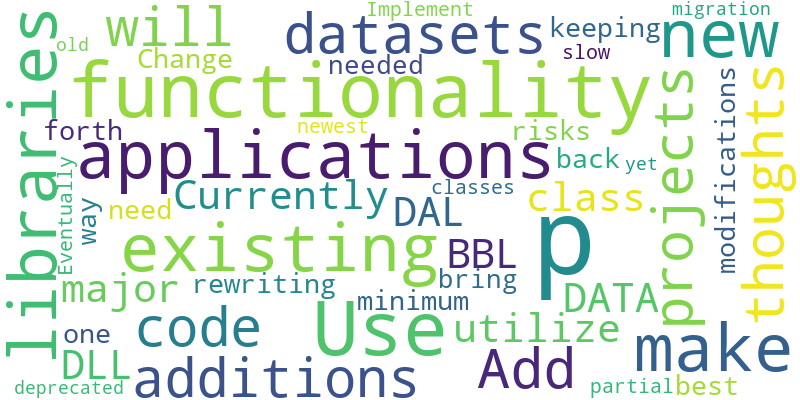 Implement
migration
will
datasets
keeping
new
old
Change
needed
slow
libraries
functionality
projects
modifications
thoughts
forth
newest
risks
applications
back
yet
Eventually
way
need
Currently
classes
class
DAL
p
existing
BBL
bring
major
rewriting
minimum
DATA
one
code
Use
utilize
make
DLL
additions
Add
deprecated
partial
best